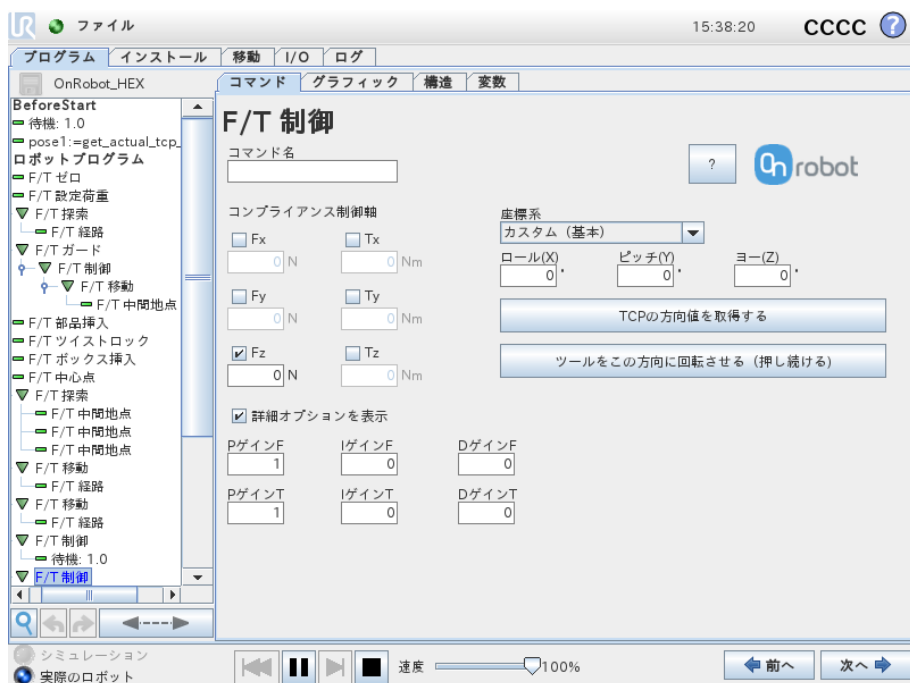 UR ファイル 15:38:20 CCCC ?
プログラム インストール 移動 I/O ログ
OnRobot_HEX
コマンド グラフィック 構造 変数
BeforeStart
待機: 1.0
pose1:=get_actual_tcp_
ロボットプログラム
F/T ゼロ
F/T 設定荷重
F/T 探索
F/T 経路
F/T ガード
F/T 制御
F/T 移動
F/T 中間地点
F/T 部品挿入
F/T ツイストロック
F/T ボックス挿入
F/T 中心点
F/T 探索
F/T 中間地点
F/T 中間地点
F/T 中間地点
F/T 移動
F/T 経路
F/T 移動
F/T 経路
F/T 制御
待機: 1.0
F/T 制御
F/T 制御
コマンド名
? On robot
コンプライアンス制御軸
Fx Tx
0 N 0 Nm
Fy Ty
0 N 0 Nm
Fz Tz
0 N 0 Nm
座標系
カスタム（基本）
ロール(X) ピッチ(Y) ヨー(Z)
0 ° 0 ° 0 °
TCPの方向値を取得する
ツールをこの方向に回転させる（押し続ける)
詳細オプションを表示
PゲインF IゲインF DゲインF
1 0 0
PゲインT IゲインT DゲインT
1 0 0
シミュレーション
実際のロボット
速度 100%
前へ 次へ